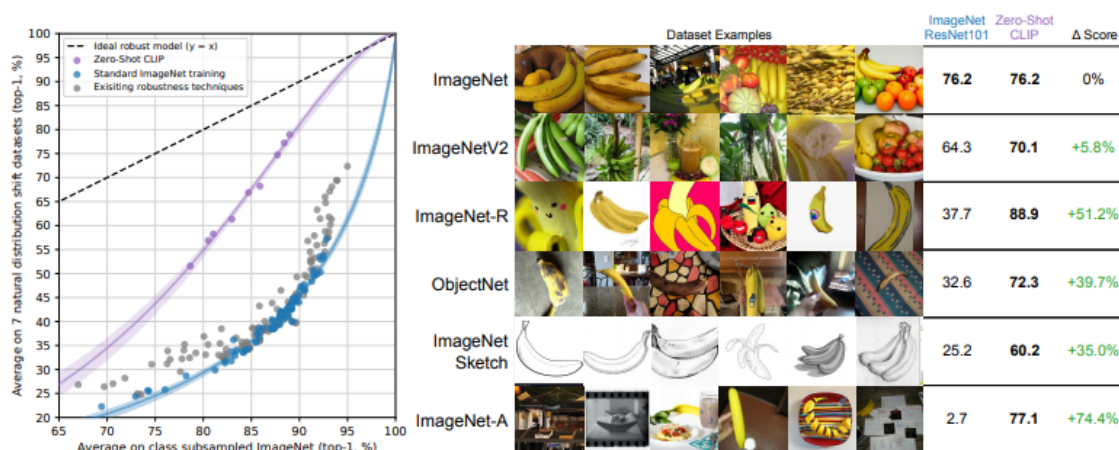 Average on 7 natural distribution shift datasets (top-1, %)
100
95
90
85
80
75
70
65
60
55
50
45
40
35
30
25
20
Ideal robust model (y = x)
Zero-Shot CLIP
Standard ImageNet training
Exisiting robustness techniques
65
70
75
80
85
90
95
100
Average on class subsampled ImageNet (top-1, %)
Dataset Examples
ImageNet
ResNet101
Zero-Shot
CLIP
Δ Score
ImageNet
76.2
76.2
0%
ImageNetV2
64.3
70.1
+5.8%
ImageNet-R
37.7
88.9
+51.2%
ObjectNet
32.6
72.3
+39.7%
ImageNet
Sketch
25.2
60.2
+35.0%
ImageNet-A
2.7
77.1
+74.4%